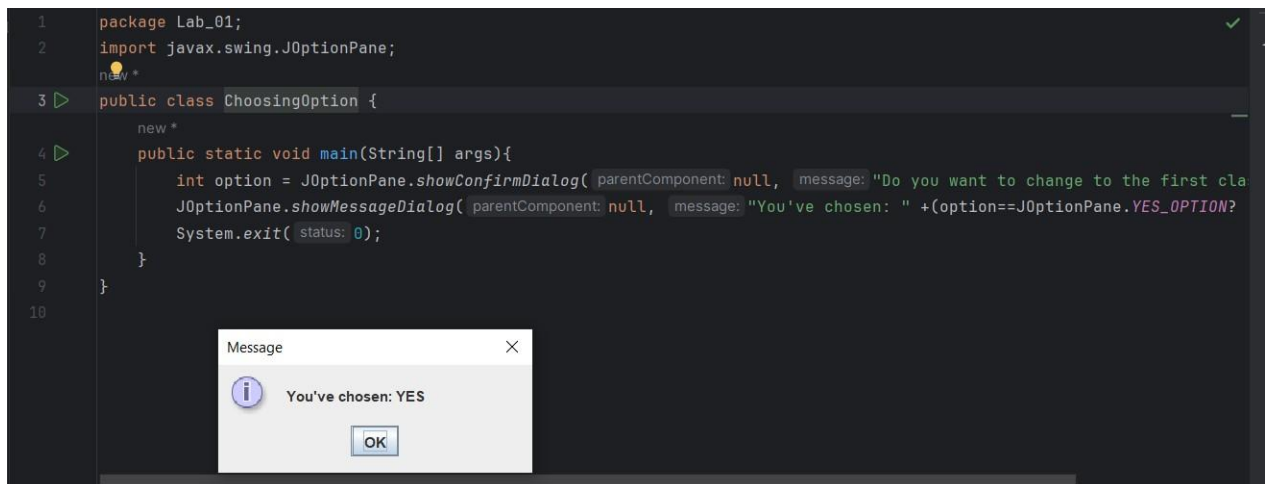 1 package Lab_01;
2 import javax.swing.JOptionPane;
new *
3 public class ChoosingOption {
new *
4 public static void main(String[] args){
5 int option = JOptionPane.showConfirmDialog( parentComponent: null, message: "Do you want to change to the first cla
6 JOptionPane.showMessageDialog( parentComponent: null, message: "You've chosen: " +(option==JOptionPane.YES_OPTION?
7 System.exit( status: 0);
8 }
9 }
10
Message
You've chosen: YES
OK